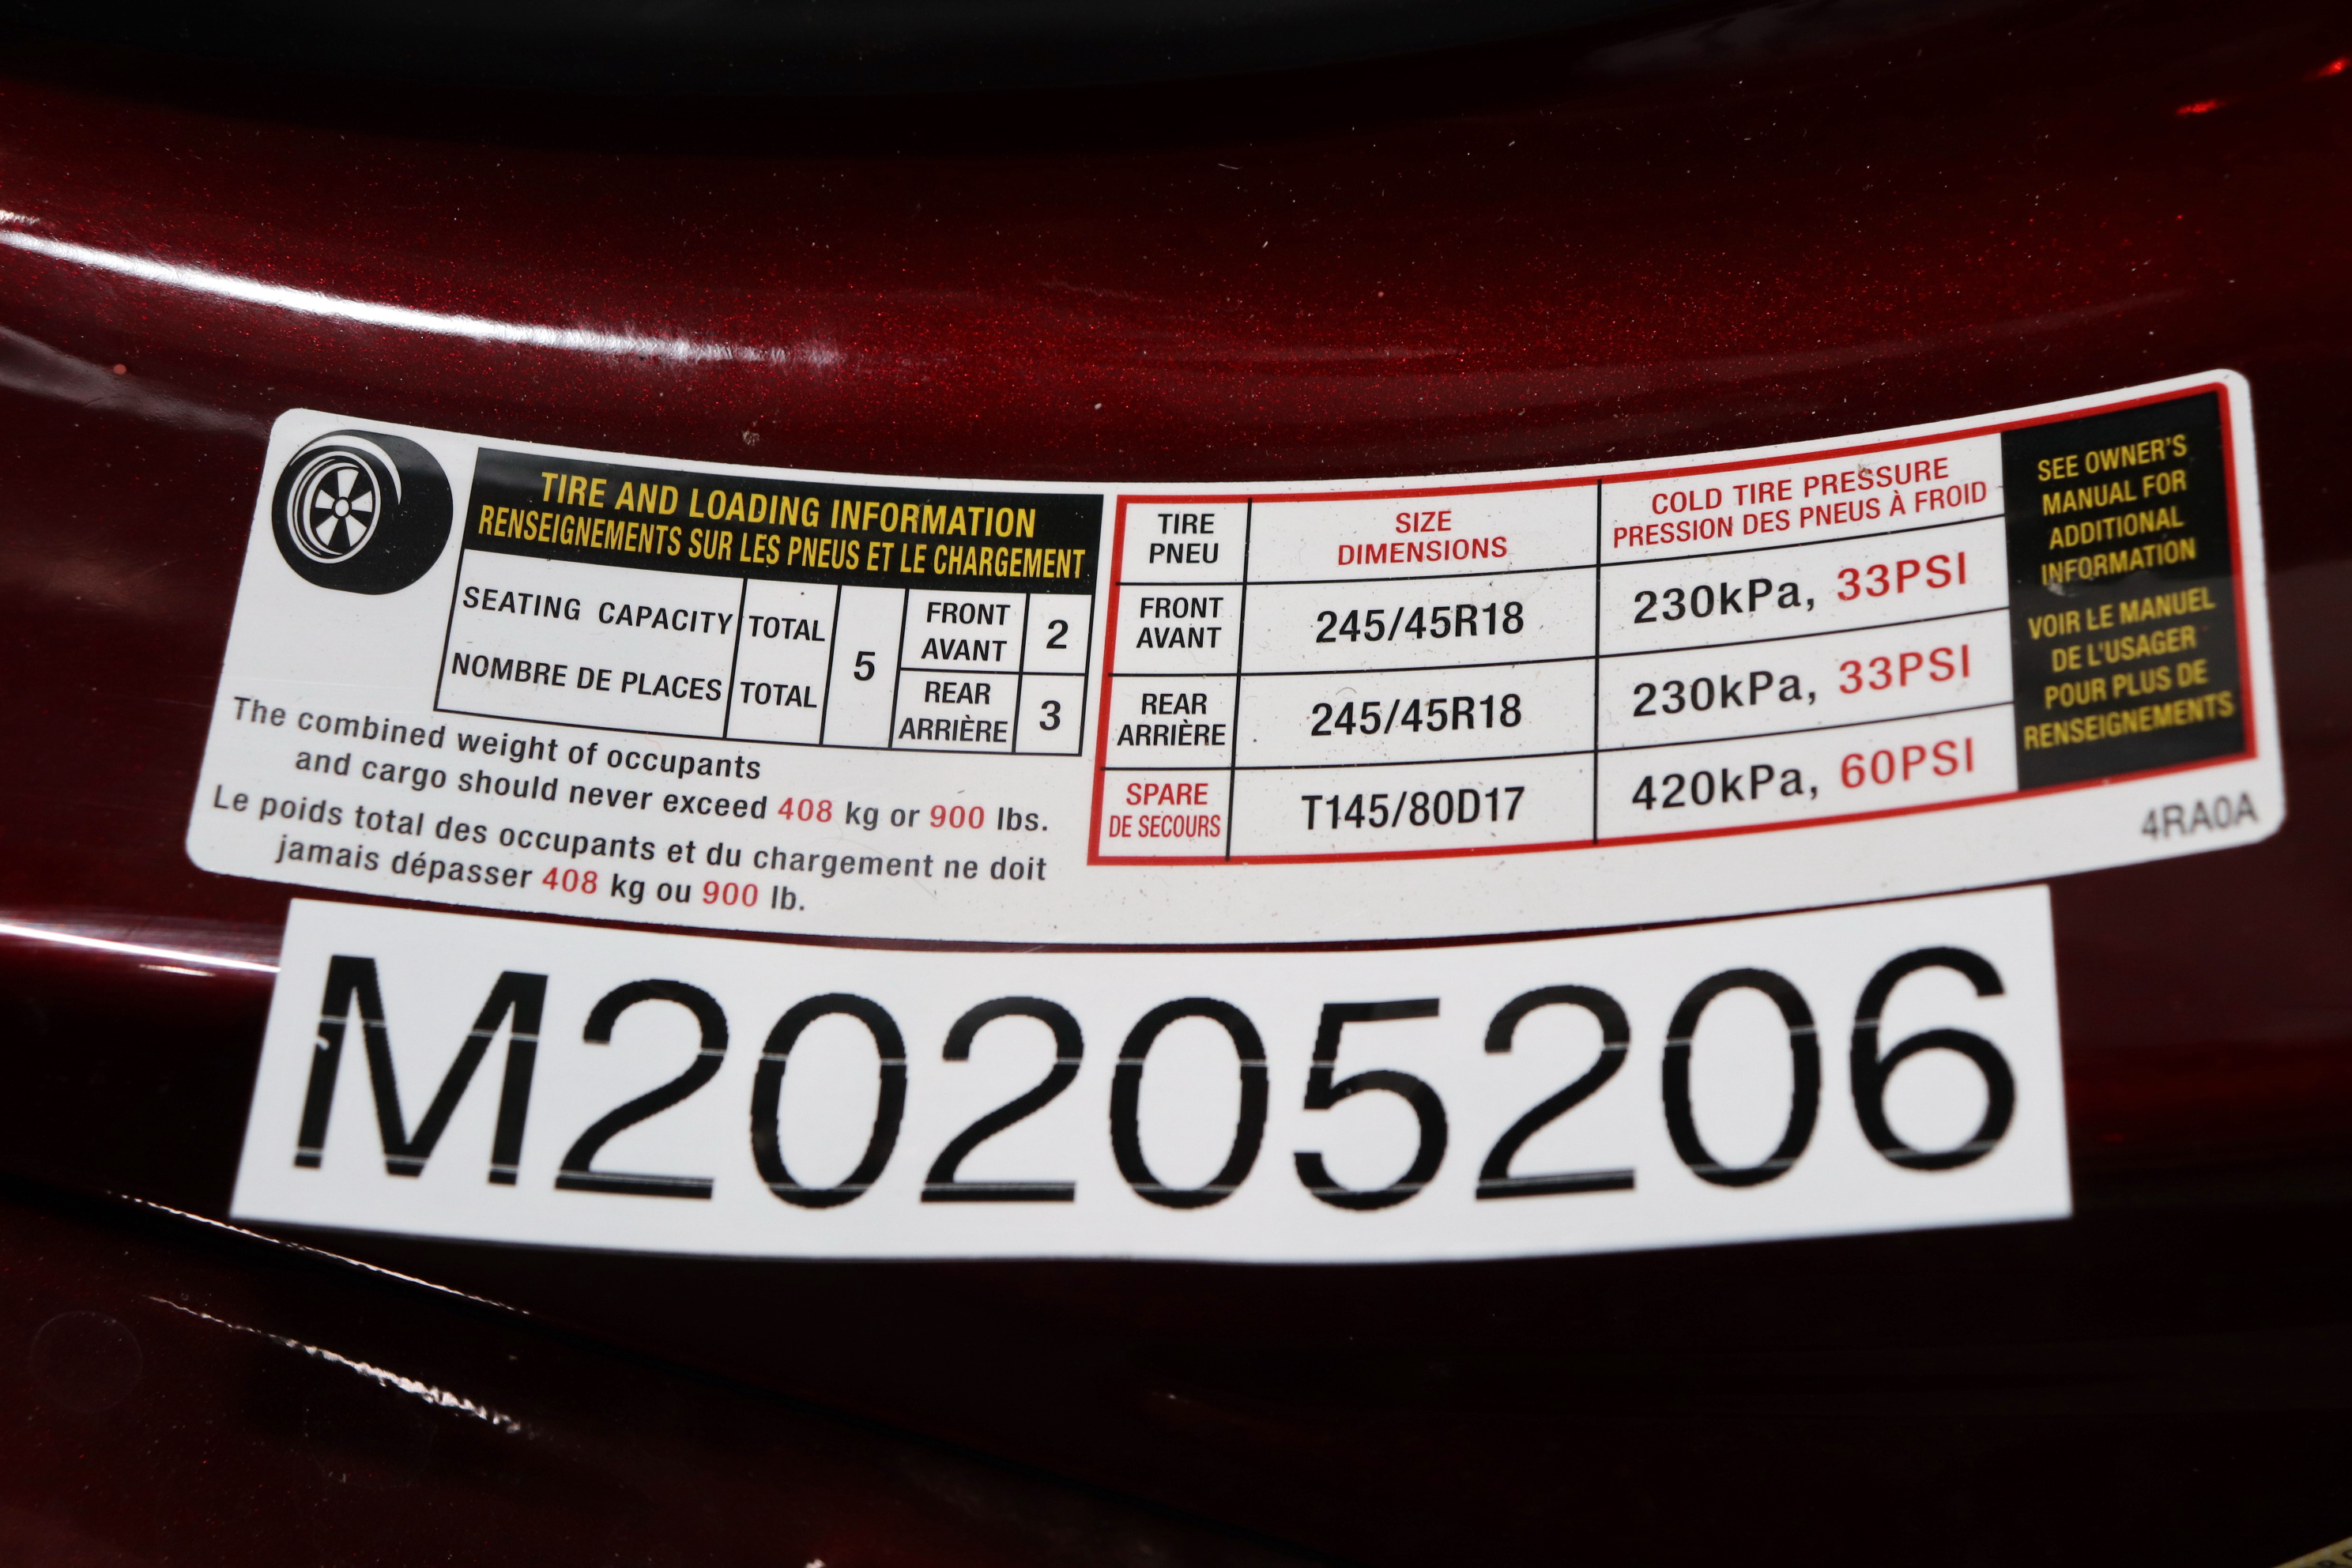 TIRE AND LOADING INFORMATION
RENSEIGNEMENTS SUR LES PNEUS ET LE CHARGEMENT
SEATING CAPACITY
NOMBRE DE PLACES
TOTAL
TOTAL
5
FRONT
AVANT
2
REAR
ARRIÈRE
3
The combined weight of occupants
and cargo should never exceed 408 kg or 900 lbs.
Le poids total des occupants et du chargement ne doit
jamais dépasser 408 kg ou 900 lb.
TIRE
PNEU
SIZE
DIMENSIONS
COLD TIRE PRESSURE
PRESSION DES PNEUS À FROID
FRONT
AVANT
245/45R18
230kPa, 33PSI
REAR
ARRIÈRE
245/45R18
230kPa, 33PSI
SPARE
DE SECOURS
T145/80D17
420kPa, 60PSI
SEE OWNER'S
MANUAL FOR
ADDITIONAL
INFORMATION
VOIR LE MANUEL
DE L'USAGER
POUR PLUS DE
RENSEIGNEMENTS
4RA0A
M20205206